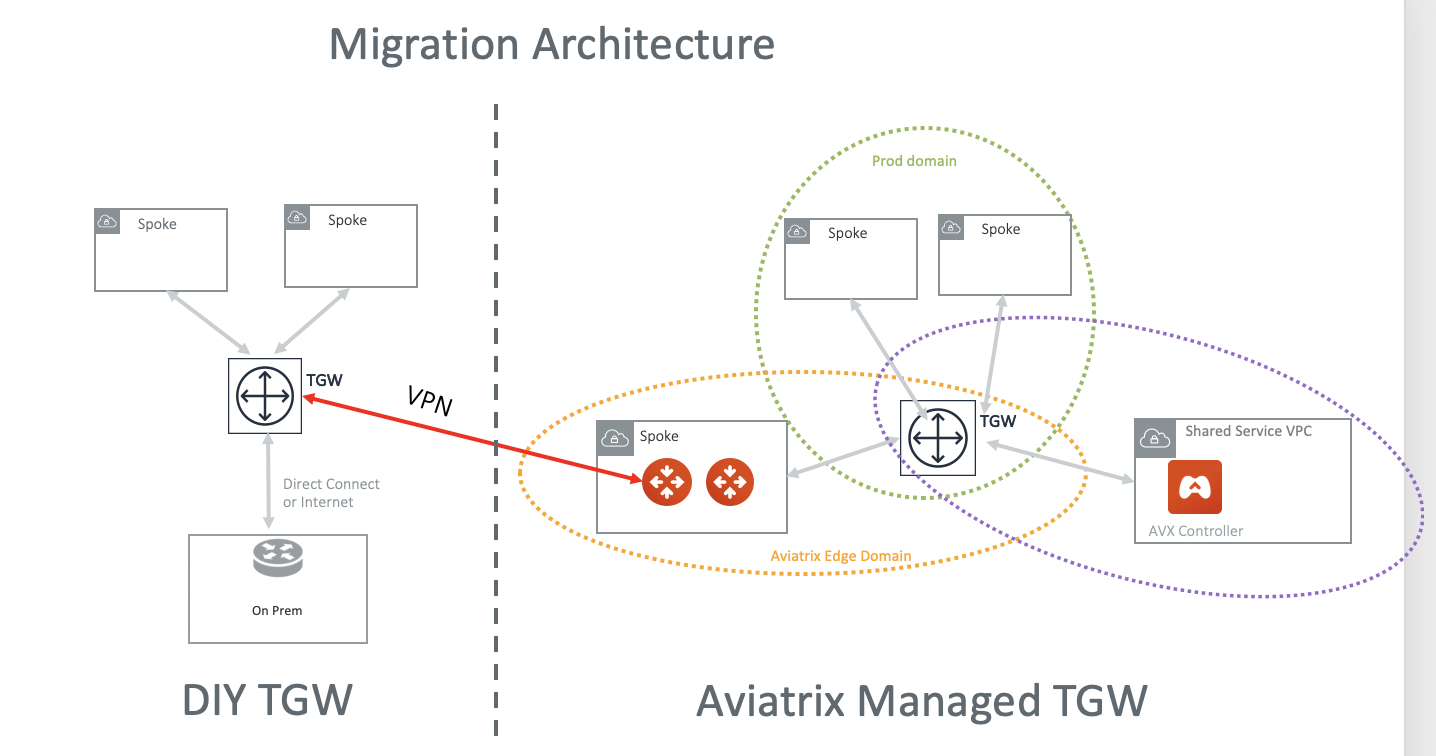 Migration Architecture
Prod domain
Spoke
Spoke
Spoke
Spoke
TGW
VPN
TGW
Spoke
Shared Service VPC
Direct Connect
or Internet
AVX Controller
Aviatrix Edge Domain
On Prem
DIY TGW
Aviatrix Managed TGW